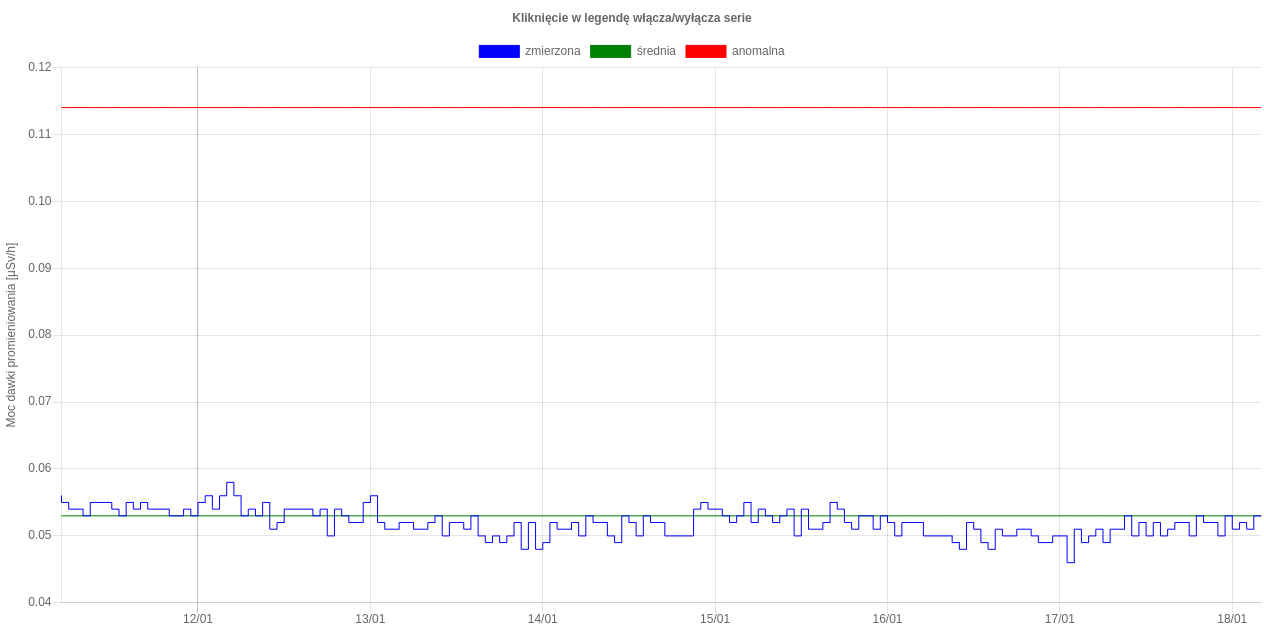 Kliknięcie w legendę włącza/wyłącza serie
zmierzona średnia anomalna
Moc dawki promieniowania [µSv/h]
0.12
0.11
0.10
0.09
0.08
0.07
0.06
0.05
0.04
12/01 13/01 14/01 15/01 16/01 17/01 18/01